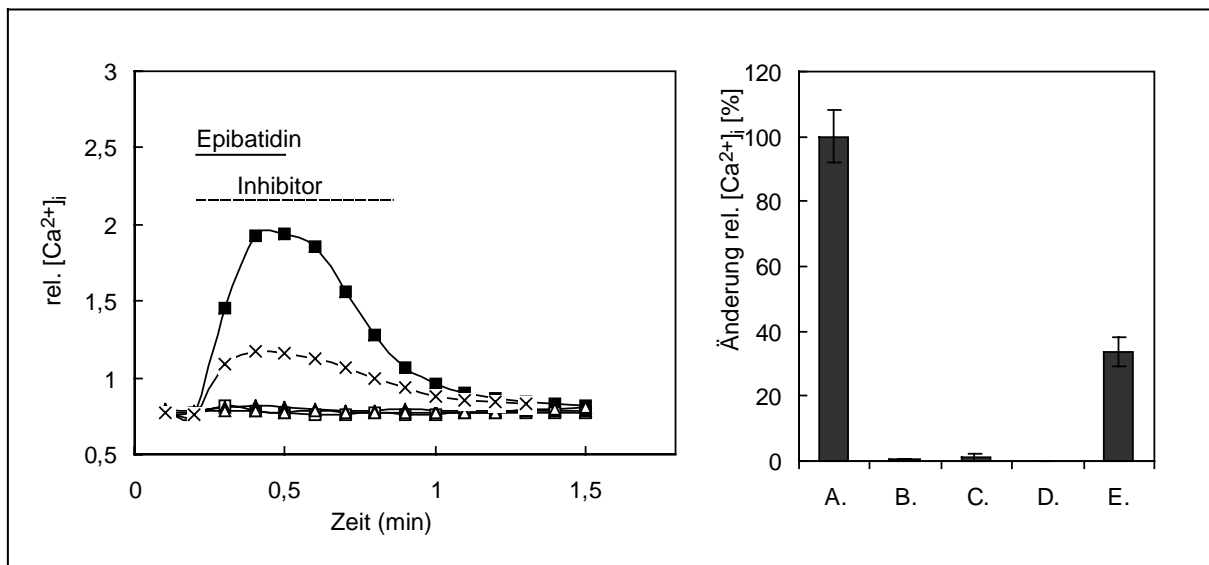 3
2,5
2
1,5
1
0,5
rel. [Ca²⁺]ᵢ
Epibatidin
Inhibitor
0
0,5
1
1,5
Zeit (min)
120
100
80
60
40
20
0
Änderung rel. [Ca²⁺]ᵢ [%]
A. B. C. D. E.